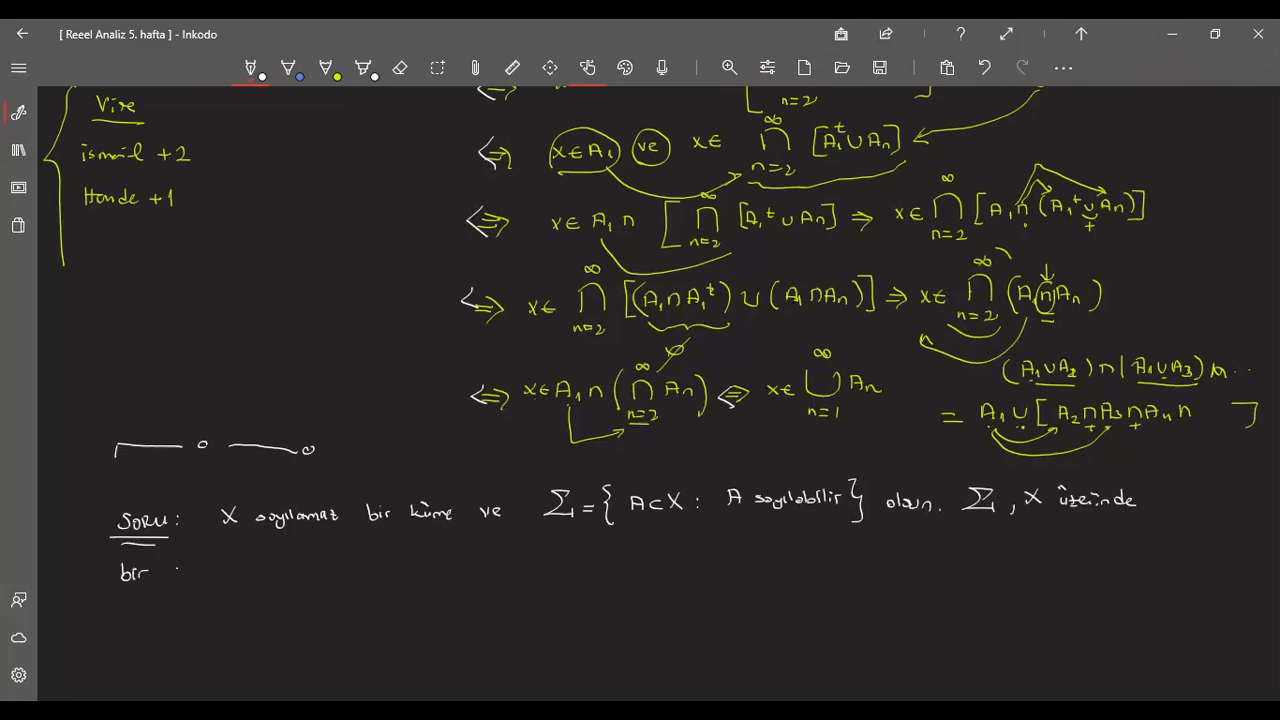 [ Reel Analiz 5. hafta ] - Inkodo
Vize
ismail +2
Hande +1
n=2
⟺ x∈A₁ ve x∈ ⋂_{n=2}^{∞} [A₁ᵗ ∪ Aₙ]
⟺ x∈ A₁ ∩ [ ⋂_{n=2}^{∞} [A₁ᵗ ∪ Aₙ] ⇒ x∈ ⋂_{n=2}^{∞} [A₁ ∩ (A₁ᵗ ∪ Aₙ)]
⟺ x∈ ⋂_{n=2}^{∞} [(A₁∩A₁ᵗ) ∪ (A₁∩Aₙ)] ⇒ x∈ ⋂_{n=2}^{∞} (A₁∩Aₙ)
∅
(A₁∪A₂) ∩ (A₁∪A₃) ∩ ...
⟺ x∈A₁ ∩ ( ⋂_{n=2}^{∞} Aₙ) ⟺ x∈ ⋃_{n=1}^{∞} Aₙ
= A₁ ∪ [ A₂∩A₃∩A₄∩ ]
SORU: X sayılamaz bir küme ve Σ = { A⊂X : A sayılabilir } olsun. Σ, X üzerinde
bir